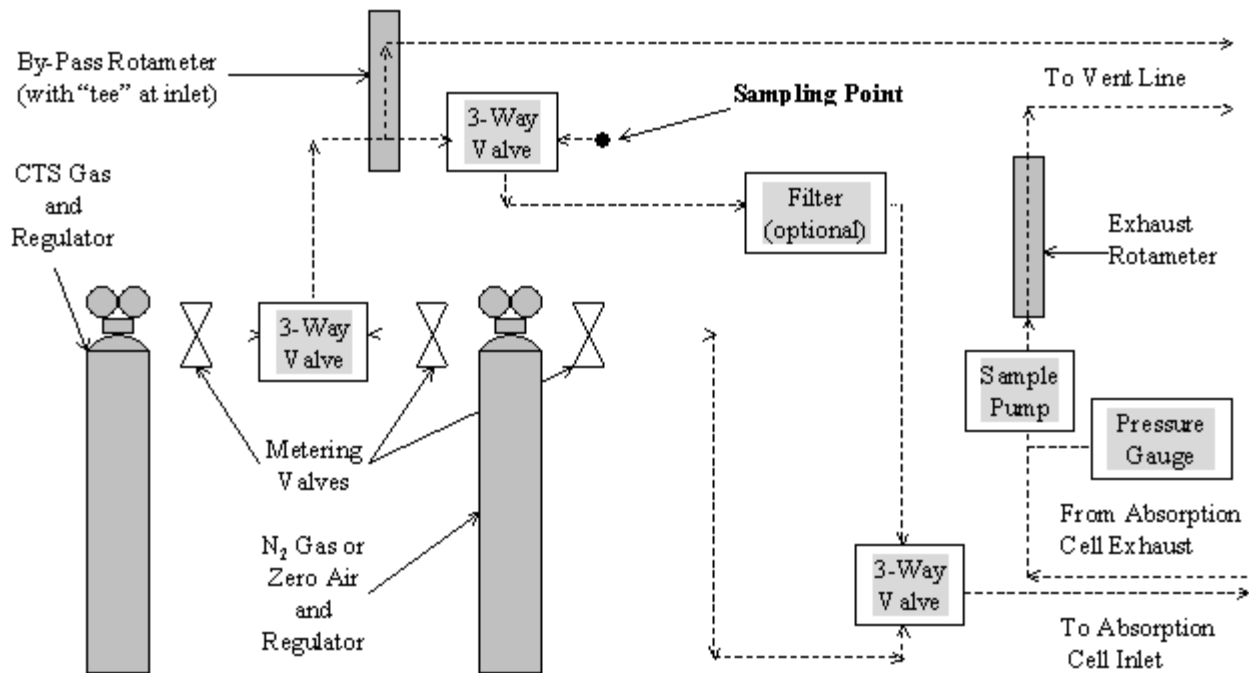 By-Pass Rotameter
(with "tee" at inlet)
3-Way
Valve
Sampling Point
To Vent Line
CTS Gas
and
Regulator
Filter
(optional)
Exhaust
Rotameter
3-Way
Valve
Sample
Pump
Pressure
Gauge
Metering
Valves
From Absorption
Cell Exhaust
N₂ Gas or
Zero Air
and
Regulator
3-Way
Valve
To Absorption
Cell Inlet